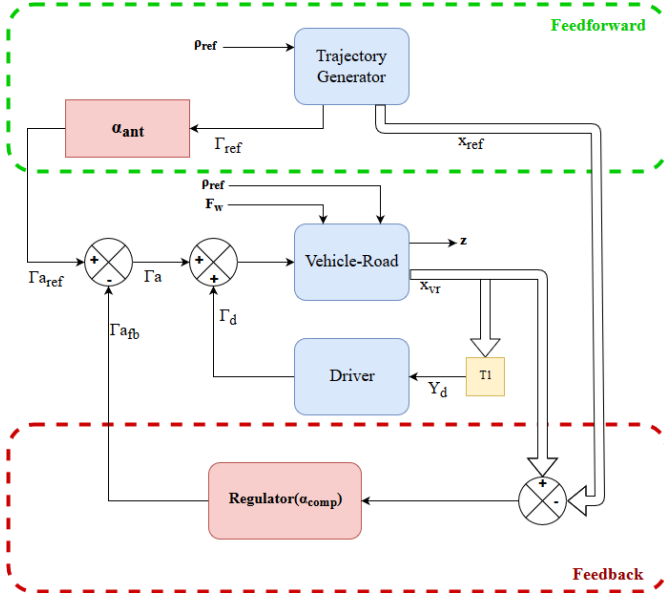 Feedforward
ρref
Trajectory
Generator
αant
Γref
xref
ρref
Fw
z
Vehicle-Road
+
-
+
+
Γaref
Γa
xvr
Γafb
Γd
Driver
Yd
T1
+
-
Regulator(αcomp)
Feedback